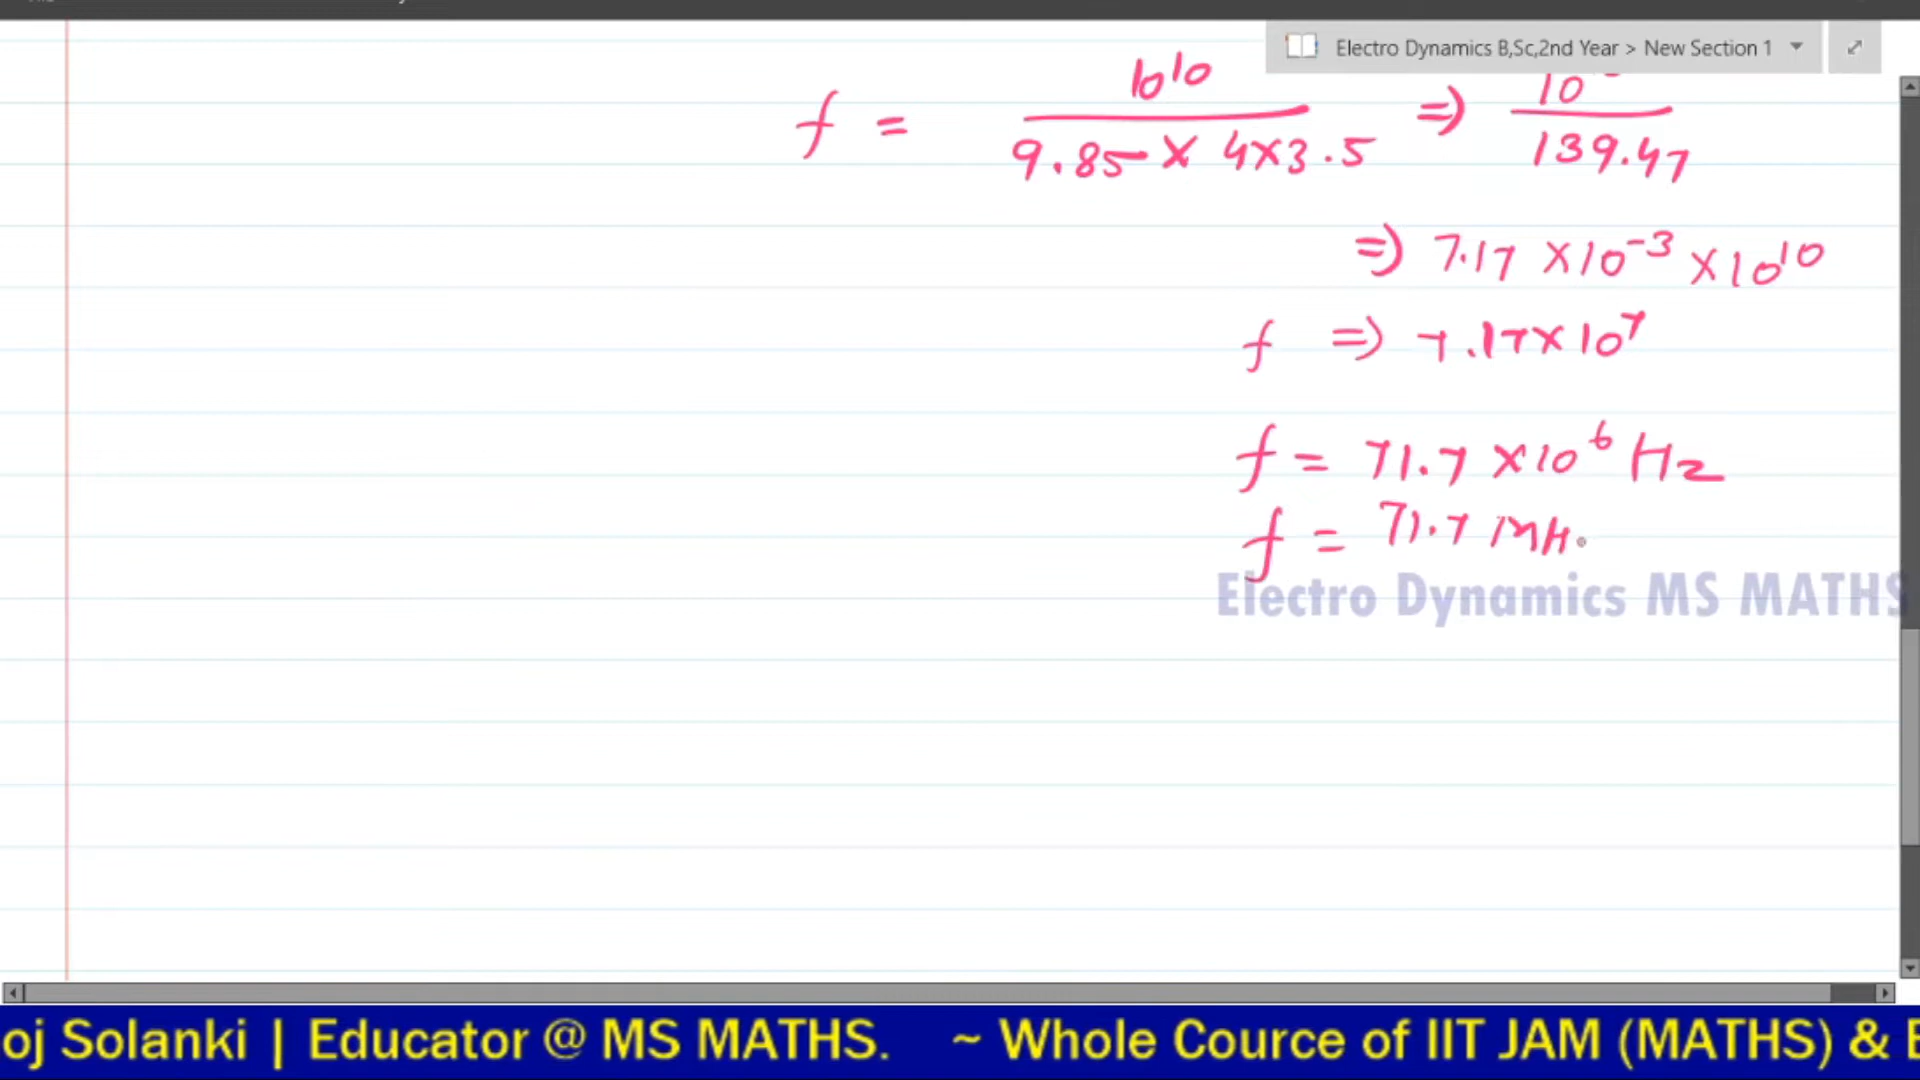 Electro Dynamics B,Sc,2nd Year > New Section 1
f = 10^10 / 9.85 × 4×3.5 ⇒ 10 / 139.47
⇒ 7.17 × 10^-3 × 10^10
f ⇒ 7.17×10^7
f = 71.7 ×10^6 Hz
f = 71.7 MH
Electro Dynamics MS MATHS
oj Solanki | Educator @ MS MATHS. ~ Whole Cource of IIT JAM (MATHS) &